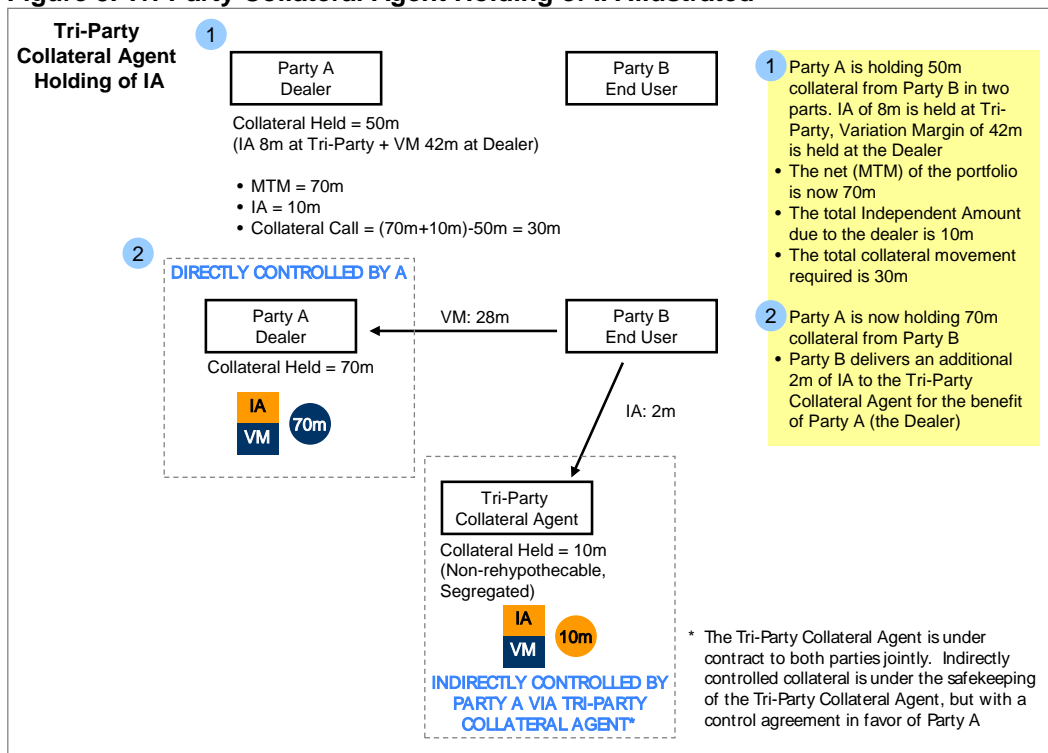 Tri-Party
Collateral Agent
Holding of IA
1
Party A
Dealer
Party B
End User
Collateral Held = 50m
(IA 8m at Tri-Party + VM 42m at Dealer)
• MTM = 70m
• IA = 10m
• Collateral Call = (70m+10m)-50m = 30m
2
DIRECTLY CONTROLLED BY A
Party A
Dealer
VM: 28m
Party B
End User
Collateral Held = 70m
IA
VM
70m
IA: 2m
Tri-Party
Collateral Agent
Collateral Held = 10m
(Non-rehypothecable,
Segregated)
IA
VM
10m
INDIRECTLY CONTROLLED BY
PARTY A VIA TRI-PARTY
COLLATERAL AGENT*
1 Party A is holding 50m
collateral from Party B in two
parts. IA of 8m is held at Tri-
Party, Variation Margin of 42m
is held at the Dealer
• The net (MTM) of the portfolio
is now 70m
• The total Independent Amount
due to the dealer is 10m
• The total collateral movement
required is 30m
2 Party A is now holding 70m
collateral from Party B
• Party B delivers an additional
2m of IA to the Tri-Party
Collateral Agent for the benefit
of Party A (the Dealer)
* The Tri-Party Collateral Agent is under
contract to both parties jointly. Indirectly
controlled collateral is under the safekeeping
of the Tri-Party Collateral Agent, but with a
control agreement in favor of Party A